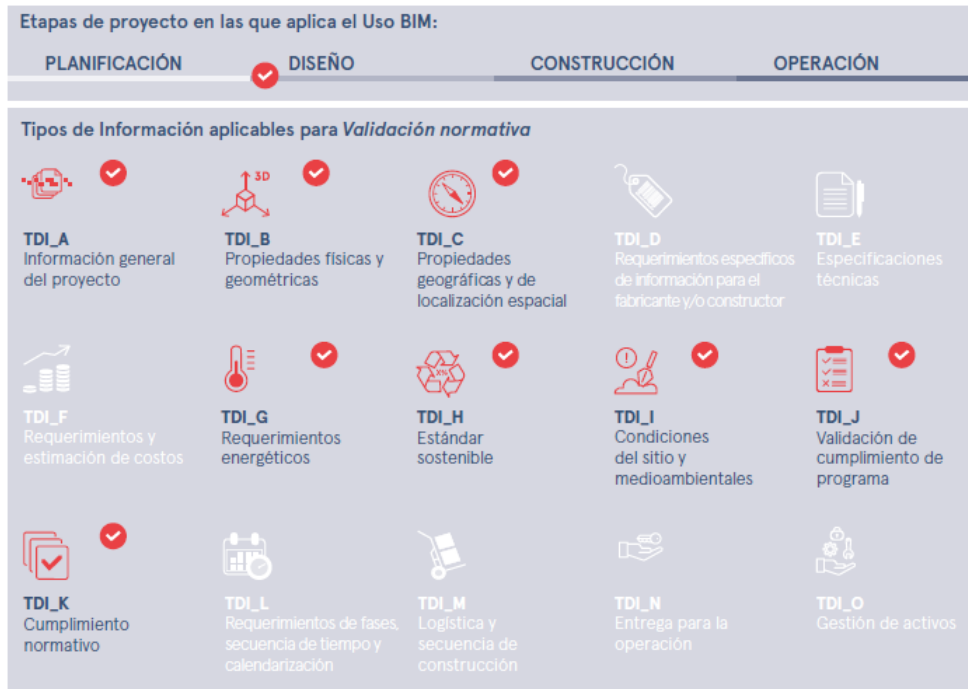 Etapas de proyecto en las que aplica el Uso BIM:
PLANIFICACIÓN
DISEÑO
CONSTRUCCIÓN
OPERACIÓN
Tipos de Información aplicables para Validación normativa
TDI_A
Información general
del proyecto
3D
TDI_B
Propiedades físicas y
geométricas
TDI_C
Propiedades
geográficas y de
localización espacial
TDI_D
Requerimientos específicos
de información para el
fabricante y/o constructor
TDI_E
Especificaciones
técnicas
TDI_F
Requerimientos y
estimación de costos
TDI_G
Requerimientos
energéticos
X%
TDI_H
Estándar
sostenible
TDI_I
Condiciones
del sitio y
medioambientales
TDI_J
Validación de
cumplimiento de
programa
TDI_K
Cumplimiento
normativo
TDI_L
Requerimientos de fases,
secuencia de tiempo y
calendarización
TDI_M
Logística y
secuencia de
construcción
TDI_N
Entrega para la
operación
TDI_O
Gestión de activos